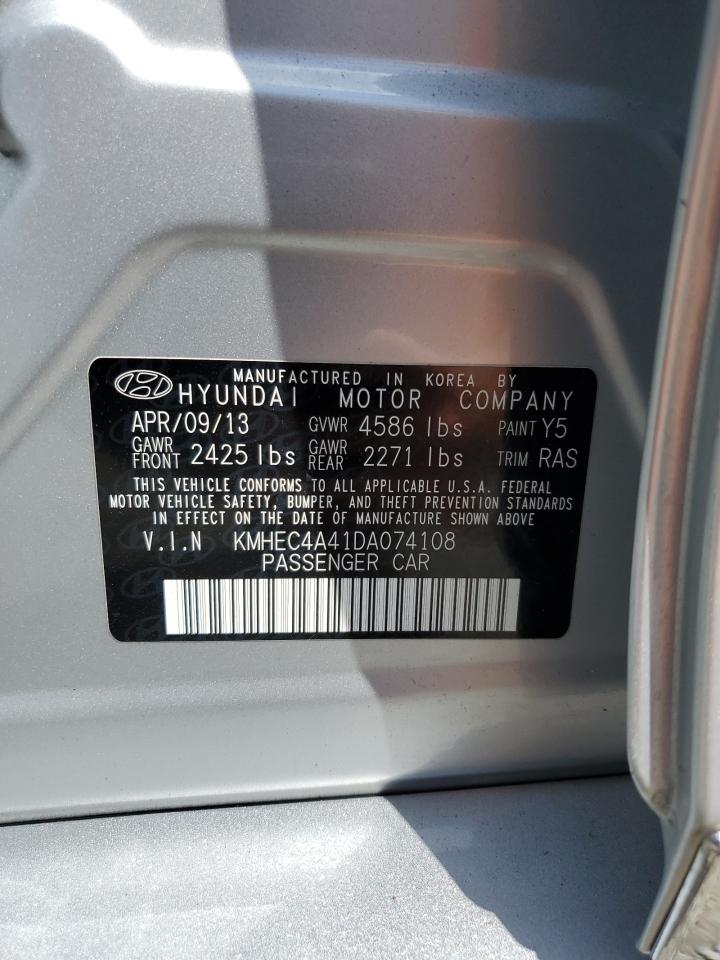 MANUFACTURED IN KOREA BY
HYUNDAI MOTOR COMPANY
APR/09/13 GVWR 4586 lbs PAINT Y5
GAWR FRONT 2425 lbs GAWR REAR 2271 lbs TRIM RAS
THIS VEHICLE CONFORMS TO ALL APPLICABLE U.S.A. FEDERAL
MOTOR VEHICLE SAFETY, BUMPER, AND THEFT PREVENTION STANDARDS
IN EFFECT ON THE DATE OF MANUFACTURE SHOWN ABOVE.
V.I.N KMHEC4A41DA074108
PASSENGER CAR